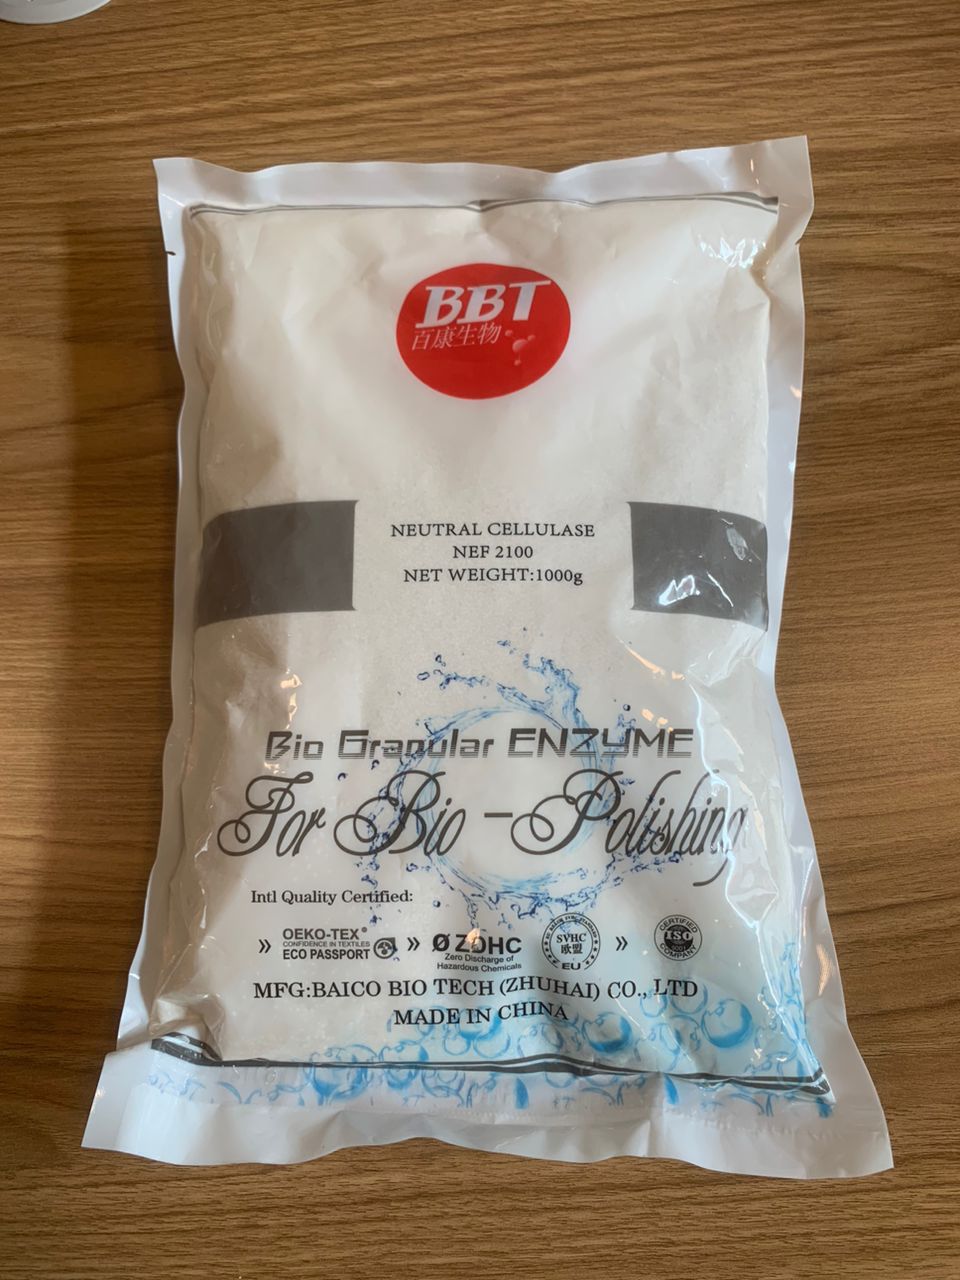 BBT
百康生物
NEUTRAL CELLULASE
NEF 2100
NET WEIGHT:1000g
Bio Granular ENZYME
For Bio - Polishing
Intl Quality Certified:
» OEKO-TEX®
CONFIDENCE IN TEXTILES
ECO PASSPORT
» ØZDHC
Zero Discharge of
Hazardous Chemicals
SVHC
欧盟
EU
»
CERTIFIED
ISO
9001
COMPANY
MFG:BAICO BIO TECH (ZHUHAI) CO., LTD
MADE IN CHINA